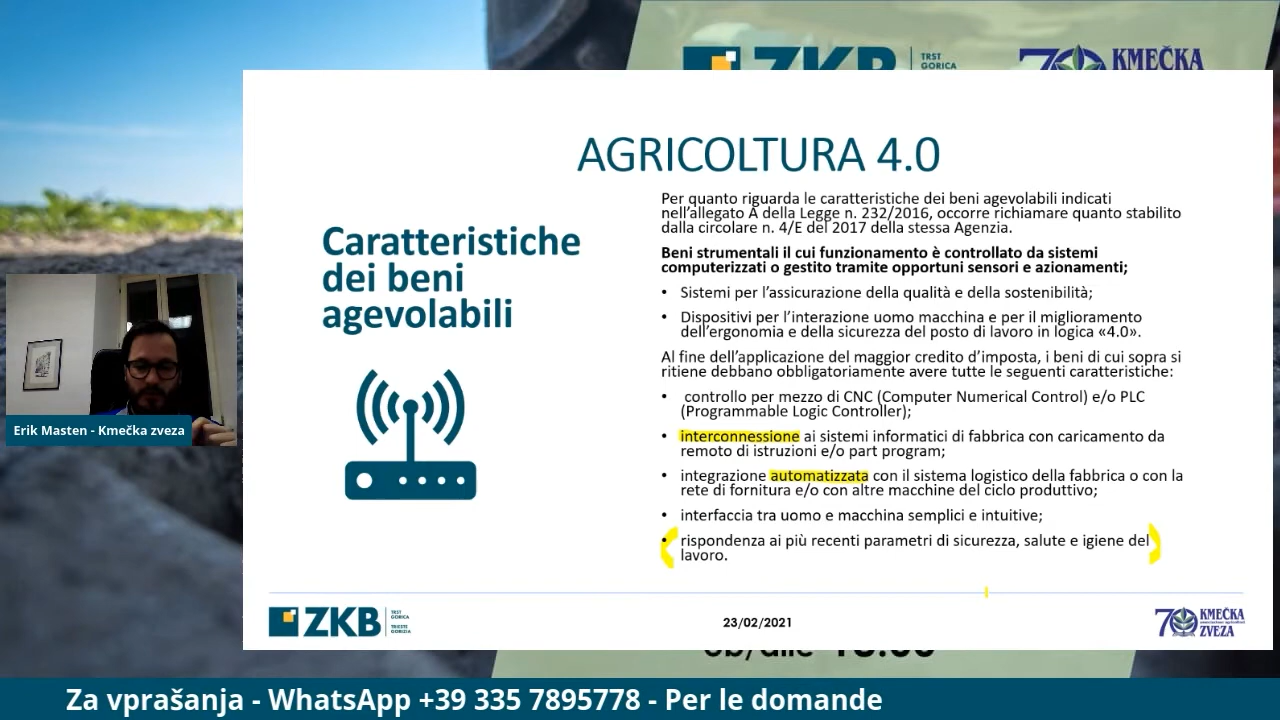 ZKB
TRST
GORICA
70 KMEČKA
AGRICOLTURA 4.0
Caratteristiche
dei beni
agevolabili
Per quanto riguarda le caratteristiche dei beni agevolabili indicati
nell'allegato A della Legge n. 232/2016, occorre richiamare quanto stabilito
dalla circolare n. 4/E del 2017 della stessa Agenzia.
Beni strumentali il cui funzionamento è controllato da sistemi
computerizzati o gestito tramite opportuni sensori e azionamenti;
• Sistemi per l'assicurazione della qualità e della sostenibilità;
• Dispositivi per l'interazione uomo macchina e per il miglioramento
dell'ergonomia e della sicurezza del posto di lavoro in logica «4.0».
Al fine dell'applicazione del maggior credito d'imposta, i beni di cui sopra si
ritiene debbano obbligatoriamente avere tutte le seguenti caratteristiche:
• controllo per mezzo di CNC (Computer Numerical Control) e/o PLC
(Programmable Logic Controller);
• interconnessione ai sistemi informatici di fabbrica con caricamento da
remoto di istruzioni e/o part program;
• integrazione automatizzata con il sistema logistico della fabbrica o con la
rete di fornitura e/o con altre macchine del ciclo produttivo;
• interfaccia tra uomo e macchina semplici e intuitive;
• rispondenza ai più recenti parametri di sicurezza, salute e igiene del
lavoro.
Erik Masten - Kmečka zveza
ZKB
TRST
GORICA
TRIESTE
GORIZIA
23/02/2021
70 KMEČKA
ZVEZA
ob/alle
Za vprašanja - WhatsApp +39 335 7895778 - Per le domande